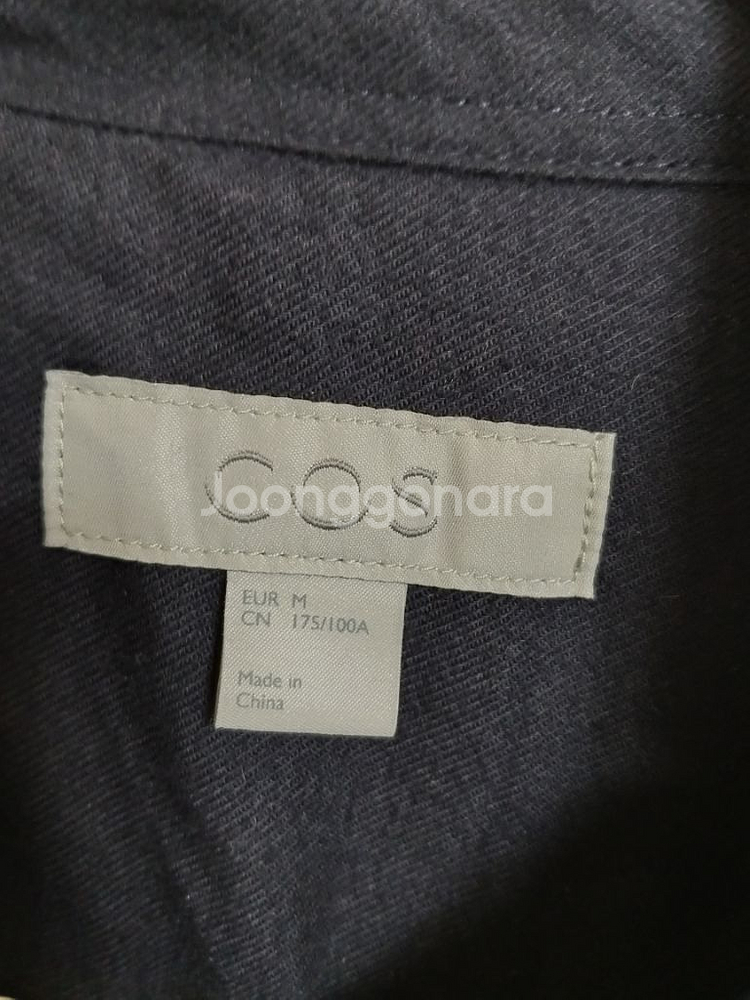 COS
Joonggonara
EUR M
CN 175/100A
Made in
China